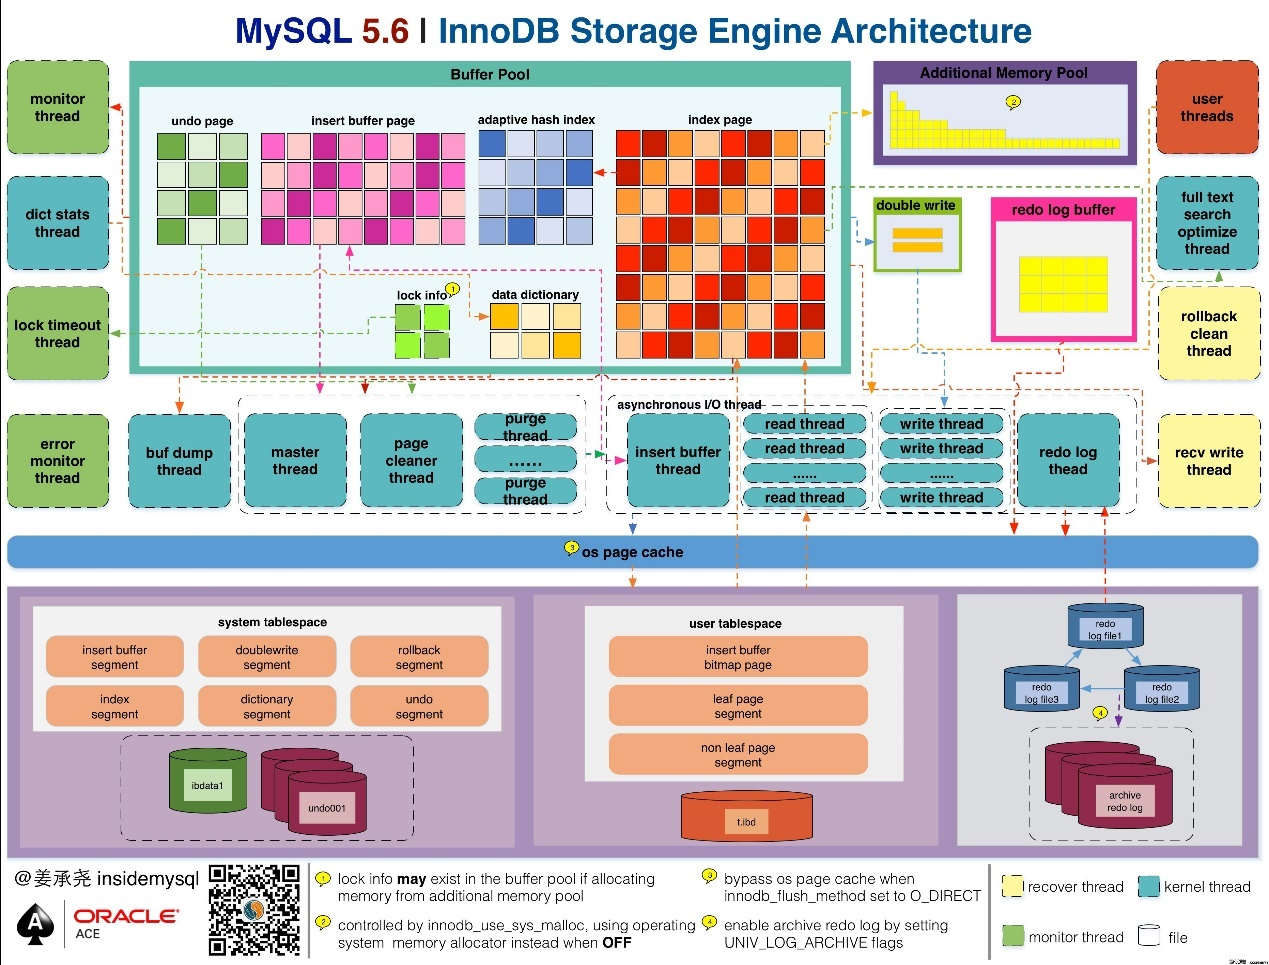 MySQL 5.6 | InnoDB Storage Engine Architecture
Buffer Pool
Additional Memory Pool
monitor
thread
dict stats
thread
lock timeout
thread
error
monitor
thread
undo page
insert buffer page
adaptive hash index
index page
lock info
1
data dictionary
2
double write
redo log buffer
user
threads
full text
search
optimize
thread
rollback
clean
thread
recv write
thread
buf dump
thread
master
thread
page
cleaner
thread
purge
thread
......
purge
thread
asynchronous I/O thread
insert buffer
thread
read thread
read thread
......
read thread
write thread
write thread
......
write thread
redo log
thead
3
os page cache
system tablespace
insert buffer
segment
doublewrite
segment
rollback
segment
index
segment
dictionary
segment
undo
segment
ibdata1
undo001
user tablespace
insert buffer
bitmap page
leaf page
segment
non leaf page
segment
t.ibd
redo
log file1
redo
log file3
redo
log file2
4
archive
redo log
@姜承尧 insidemysql
A
ORACLE
ACE
1 lock info may exist in the buffer pool if allocating
memory from additional memory pool
2 controlled by innodb_use_sys_malloc, using operating
system memory allocator instead when OFF
3 bypass os page cache when
innodb_flush_method set to O_DIRECT
4 enable archive redo log by setting
UNIV_LOG_ARCHIVE flags
recover thread
kernel thread
monitor thread
file